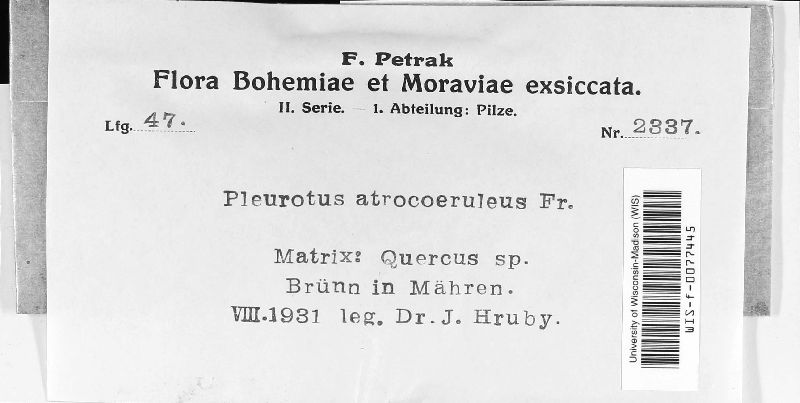 F. Petrak
Flora Bohemiae et Moraviae exsiccata.
II. Serie. — 1. Abteilung: Pilze.
Lfg. 47.
Nr. 2337.
Pleurotus atrocoeruleus Fr.
Matrix: Quercus sp.
Brünn in Mähren.
VIII.1931 leg. Dr. J. Hruby.
University of Wisconsin-Madison (WIS)
WIS-f-0077445